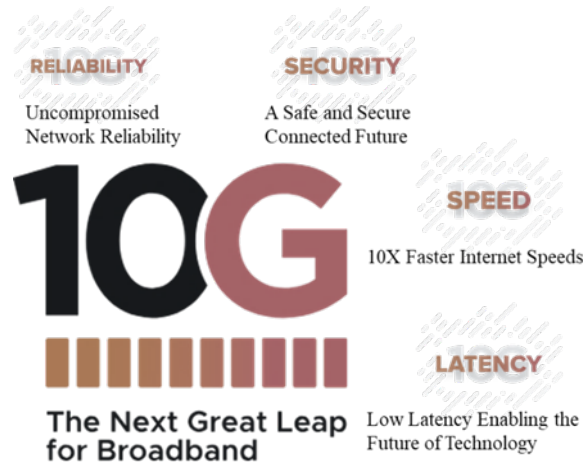 RELIABILITY
Uncompromised
Network Reliability
SECURITY
A Safe and Secure
Connected Future
10G
SPEED
10X Faster Internet Speeds
LATENCY
Low Latency Enabling the
Future of Technology
The Next Great Leap
for Broadband